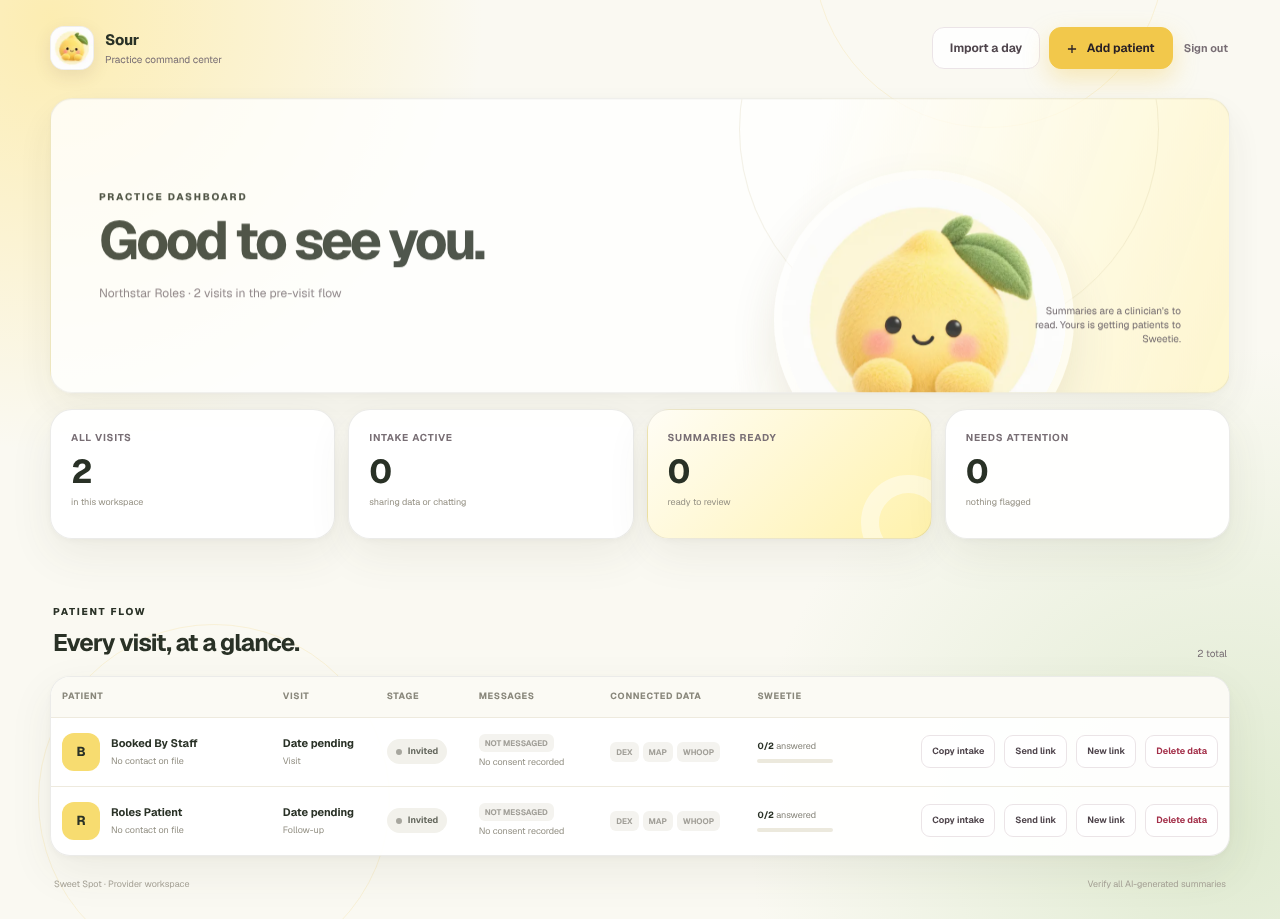 Sour
Practice command center
Import a day
+ Add patient
Sign out
PRACTICE DASHBOARD
Good to see you.
Northstar Roles · 2 visits in the pre-visit flow
Summaries are a clinician's to
read. Yours is getting patients to
Sweetie.
ALL VISITS
2
in this workspace
INTAKE ACTIVE
0
sharing data or chatting
SUMMARIES READY
0
ready to review
NEEDS ATTENTION
0
nothing flagged
PATIENT FLOW
Every visit, at a glance.
2 total
PATIENT VISIT STAGE MESSAGES CONNECTED DATA SWEETIE
B
Booked By Staff
No contact on file
Date pending
Visit
Invited
NOT MESSAGED
No consent recorded
DEX MAP WHOOP
0/2 answered
Copy intake
Send link
New link
Delete data
R
Roles Patient
No contact on file
Date pending
Follow-up
Invited
NOT MESSAGED
No consent recorded
DEX MAP WHOOP
0/2 answered
Copy intake
Send link
New link
Delete data
Sweet Spot · Provider workspace
Verify all AI-generated summaries